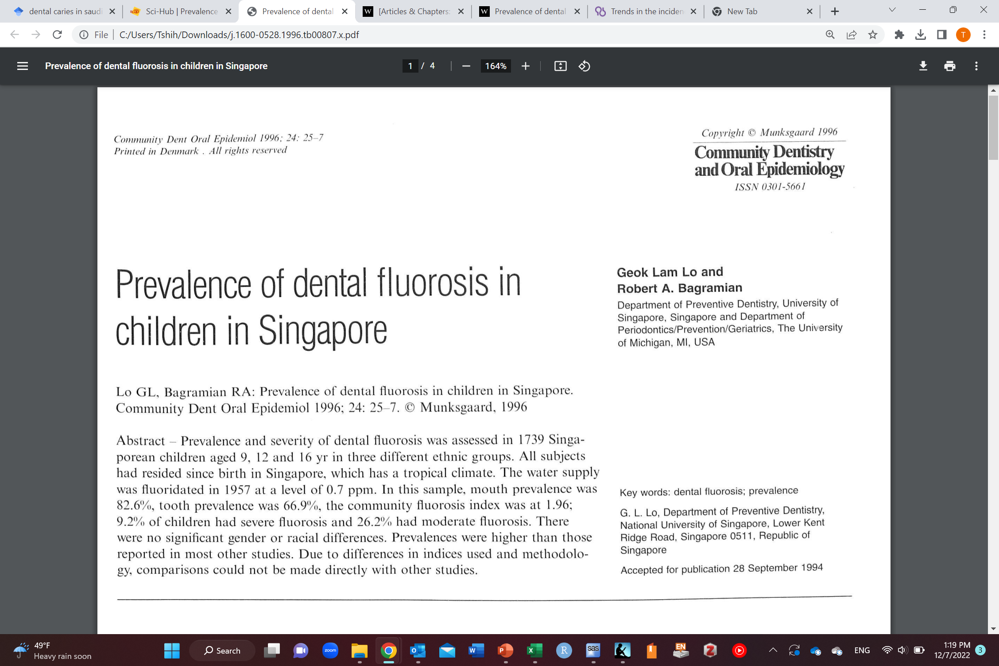 dental caries in saudi
Sci-Hub | Prevalence
Prevalence of dental
[Articles & Chapters:
Prevalence of dental
Trends in the inciden
New Tab
File
C:/Users/Tshih/Downloads/j.1600-0528.1996.tb00807.x.pdf
T
Prevalence of dental fluorosis in children in Singapore
1 / 4
164%
Community Dent Oral Epidemiol 1996; 24: 25–7
Printed in Denmark . All rights reserved
Copyright © Munksgaard 1996
Community Dentistry
and Oral Epidemiology
ISSN 0301-5661
Prevalence of dental fluorosis in
children in Singapore
Geok Lam Lo and
Robert A. Bagramian
Department of Preventive Dentistry, University of
Singapore, Singapore and Department of
Periodontics/Prevention/Geriatrics, The University
of Michigan, MI, USA
Lo GL, Bagramian RA: Prevalence of dental fluorosis in children in Singapore.
Community Dent Oral Epidemiol 1996; 24: 25–7. © Munksgaard, 1996
Abstract – Prevalence and severity of dental fluorosis was assessed in 1739 Singa-
porean children aged 9, 12 and 16 yr in three different ethnic groups. All subjects
had resided since birth in Singapore, which has a tropical climate. The water supply
was fluoridated in 1957 at a level of 0.7 ppm. In this sample, mouth prevalence was
82.6%, tooth prevalence was 66.9%, the community fluorosis index was at 1.96;
9.2% of children had severe fluorosis and 26.2% had moderate fluorosis. There
were no significant gender or racial differences. Prevalences were higher than those
reported in most other studies. Due to differences in indices used and methodolo-
gy, comparisons could not be made directly with other studies.
Key words: dental fluorosis; prevalence
G. L. Lo, Department of Preventive Dentistry,
National University of Singapore, Lower Kent
Ridge Road, Singapore 0511, Republic of
Singapore
Accepted for publication 28 September 1994
49°F
Heavy rain soon
Search
zoom
SAS
EN
ENG
1:19 PM
12/7/2022
3